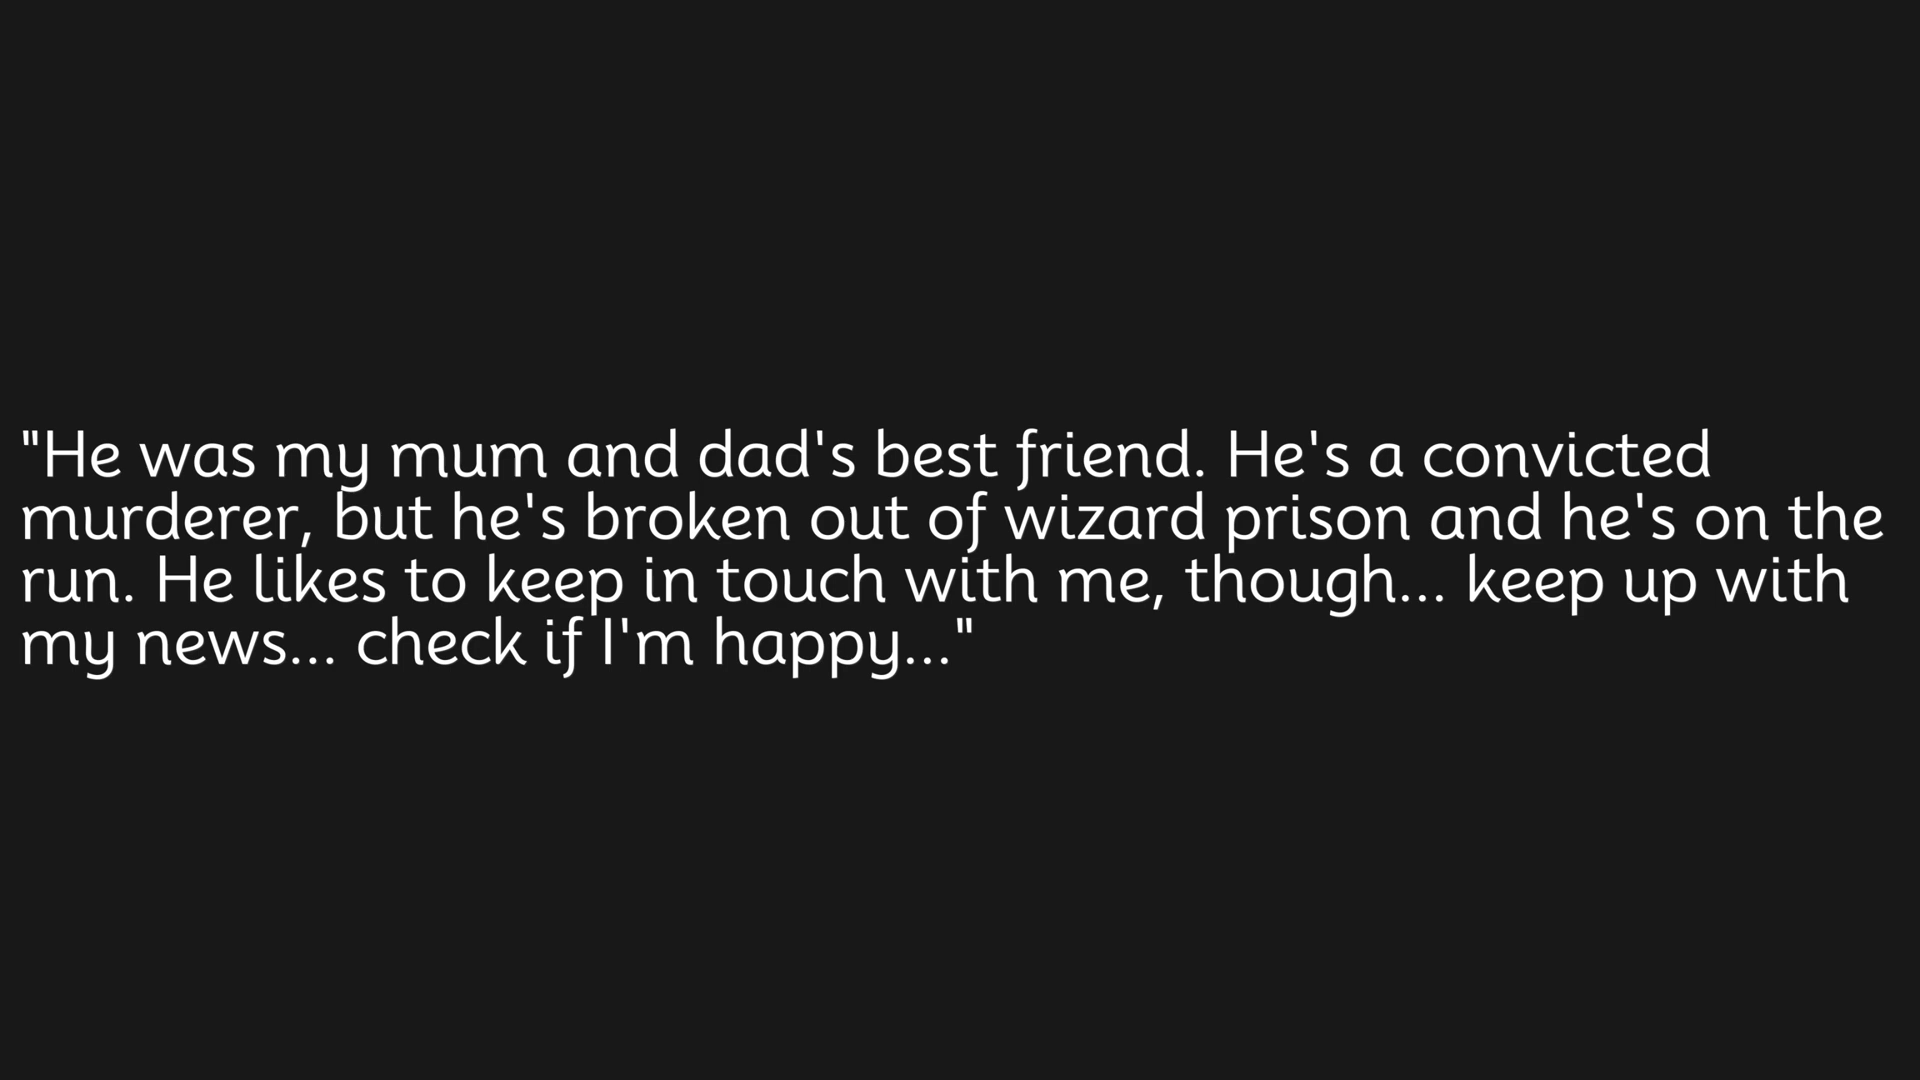 "He was my mum and dad's best friend. He's a convicted
murderer, but he's broken out of wizard prison and he's on the
run. He likes to keep in touch with me, though... keep up with
my news... check if I'm happy..."